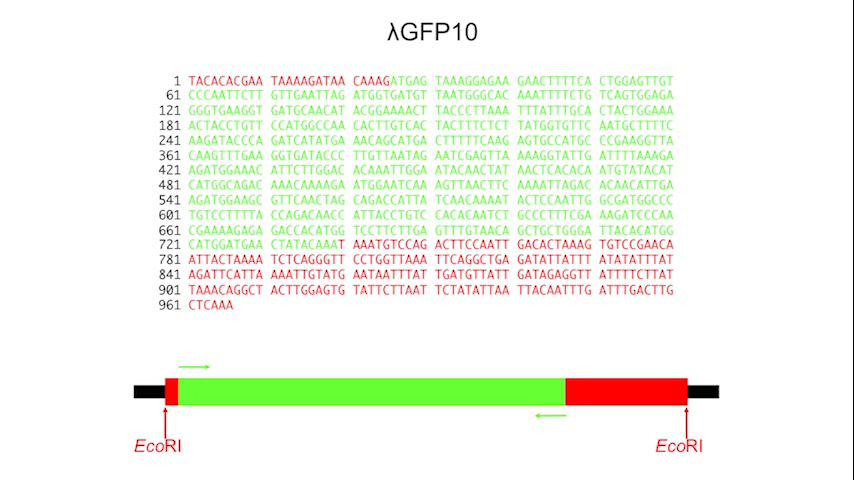 λGFP10
1 TACACACGAA TAAAAGATAA CAAAGATGAG TAAAGGAGAA GAACTTTTCA CTGGAGTTGT
61 CCCAATTCTT GTTGAATTAG ATGGTGATGT TAATGGGCAC AAATTTTCTG TCAGTGGAGA
121 GGGTGAAGGT GATGCAACAT ACGGAAAACT TACCCTTAAA TTTATTTGCA CTACTGGAAA
181 ACTACCTGTT CCATGGCCAA CACTTGTCAC TACTTTCTCT TATGGTGTTC AATGCTTTTC
241 AAGATACCCA GATCATATGA AACAGCATGA CTTTTTCAAG AGTGCCATGC CCGAAGGTTA
361 CAAGTTTGAA GGTGATACCC TTGTTAATAG AATCGAGTTA AAAGGTATTG ATTTTAAAGA
421 AGATGGAAAC ATTCTTGGAC ACAAATTGGA ATACAACTAT AACTCACACA ATGTATACAT
481 CATGGCAGAC AAACAAAAGA ATGGAATCAA AGTTAACTTC AAAATTAGAC ACAACATTGA
541 AGATGGAAGC GTTCAACTAG CAGACCATTA TCAACAAAAT ACTCCAATTG GCGATGGCCC
601 TGTCCTTTTA CCAGACAACC ATTACCTGTC CACACAATCT GCCCTTTCGA AAGATCCCAA
661 CGAAAAGAGA GACCACATGG TCCTTCTTGA GTTTGTAACA GCTGCTGGGA TTACACATGG
721 CATGGATGAA CTATACAAAT AAATGTCCAG ACTTCCAATT GACACTAAAG TGTCCGAACA
781 ATTACTAAAA TCTCAGGGTT CCTGGTTAAA TTCAGGCTGA GATATTATTT ATATATTTAT
841 AGATTCATTA AAATTGTATG AATAATTTAT TGATGTTATT GATAGAGGTT ATTTTCTTAT
901 TAAACAGGCT ACTTGGAGTG TATTCTTAAT TCTATATTAA TTACAATTTG ATTTGACTTG
961 CTCAAA
EcoRI EcoRI